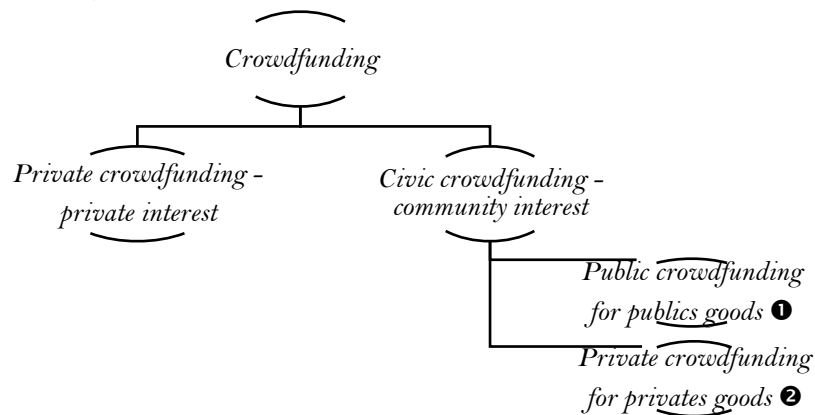 Crowdfunding
Private crowdfunding -
private interest
Civic crowdfunding -
community interest
Public crowdfunding
for publics goods ❶
Private crowdfunding
for privates goods ❷